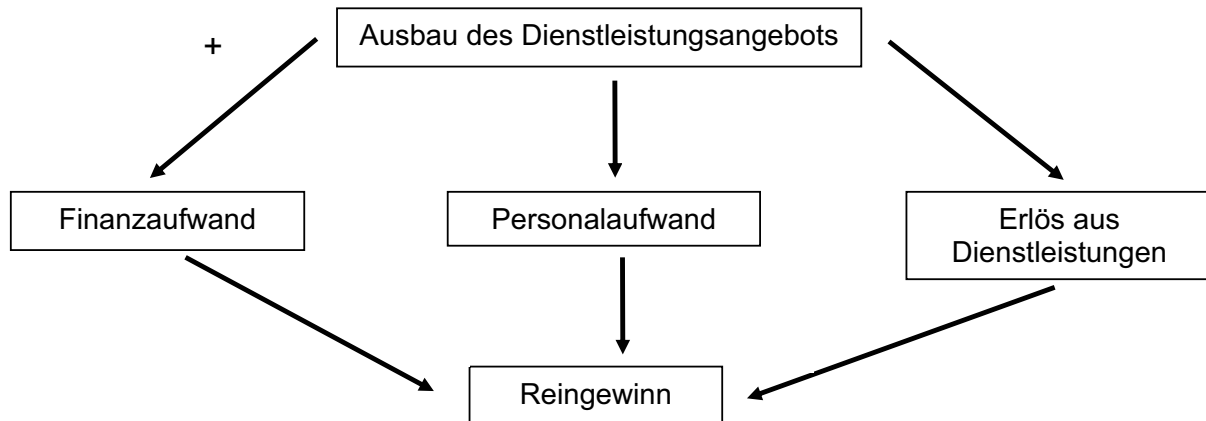 +
Ausbau des Dienstleistungsangebots
Finanzaufwand
Personalaufwand
Erlös aus
Dienstleistungen
Reingewinn